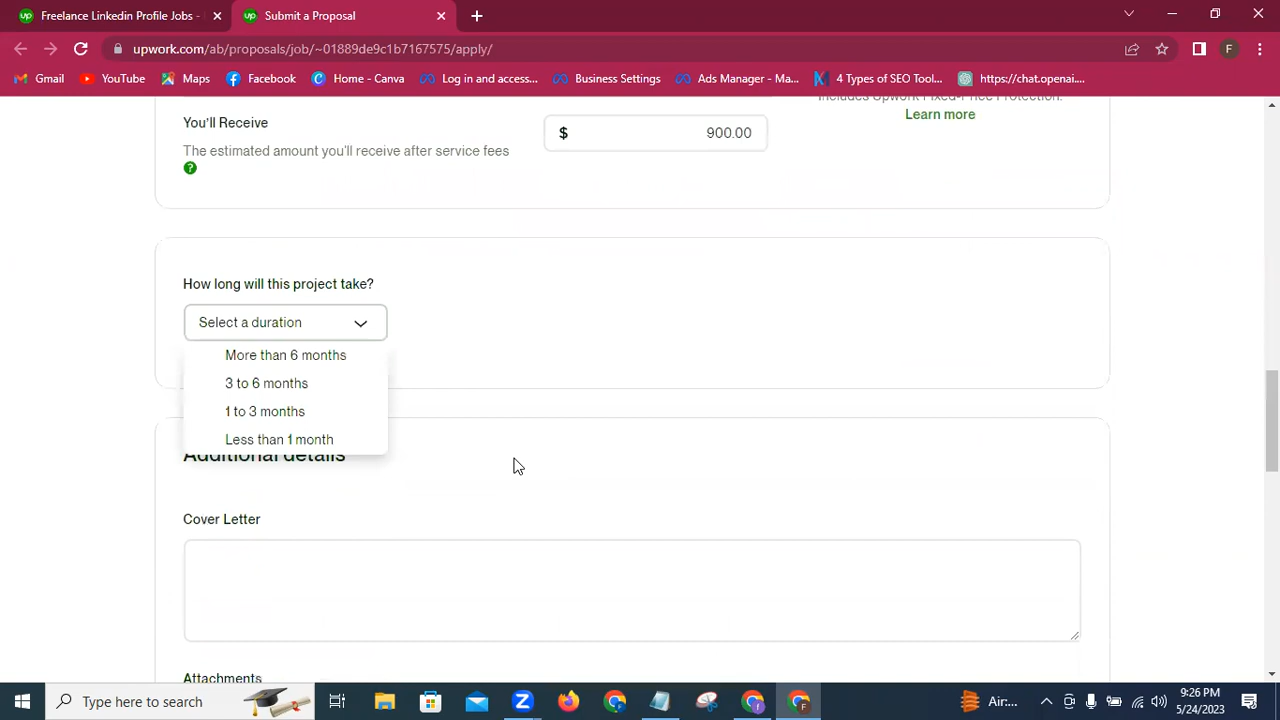 Freelance Linkedin Profile Jobs -
Submit a Proposal
upwork.com/ab/proposals/job/~01889de9c1b7167575/apply/
F
Gmail
YouTube
Maps
Facebook
Home - Canva
Log in and access...
Business Settings
Ads Manager - Ma...
4 Types of SEO Tool...
https://chat.openai....
Includes Upwork Fixed-Price Protection.
Learn more
You'll Receive
$ 900.00
The estimated amount you'll receive after service fees
?
How long will this project take?
Select a duration
More than 6 months
3 to 6 months
1 to 3 months
Less than 1 month
Additional details
Cover Letter
Attachments
Type here to search
Air:...
9:26 PM
5/24/2023